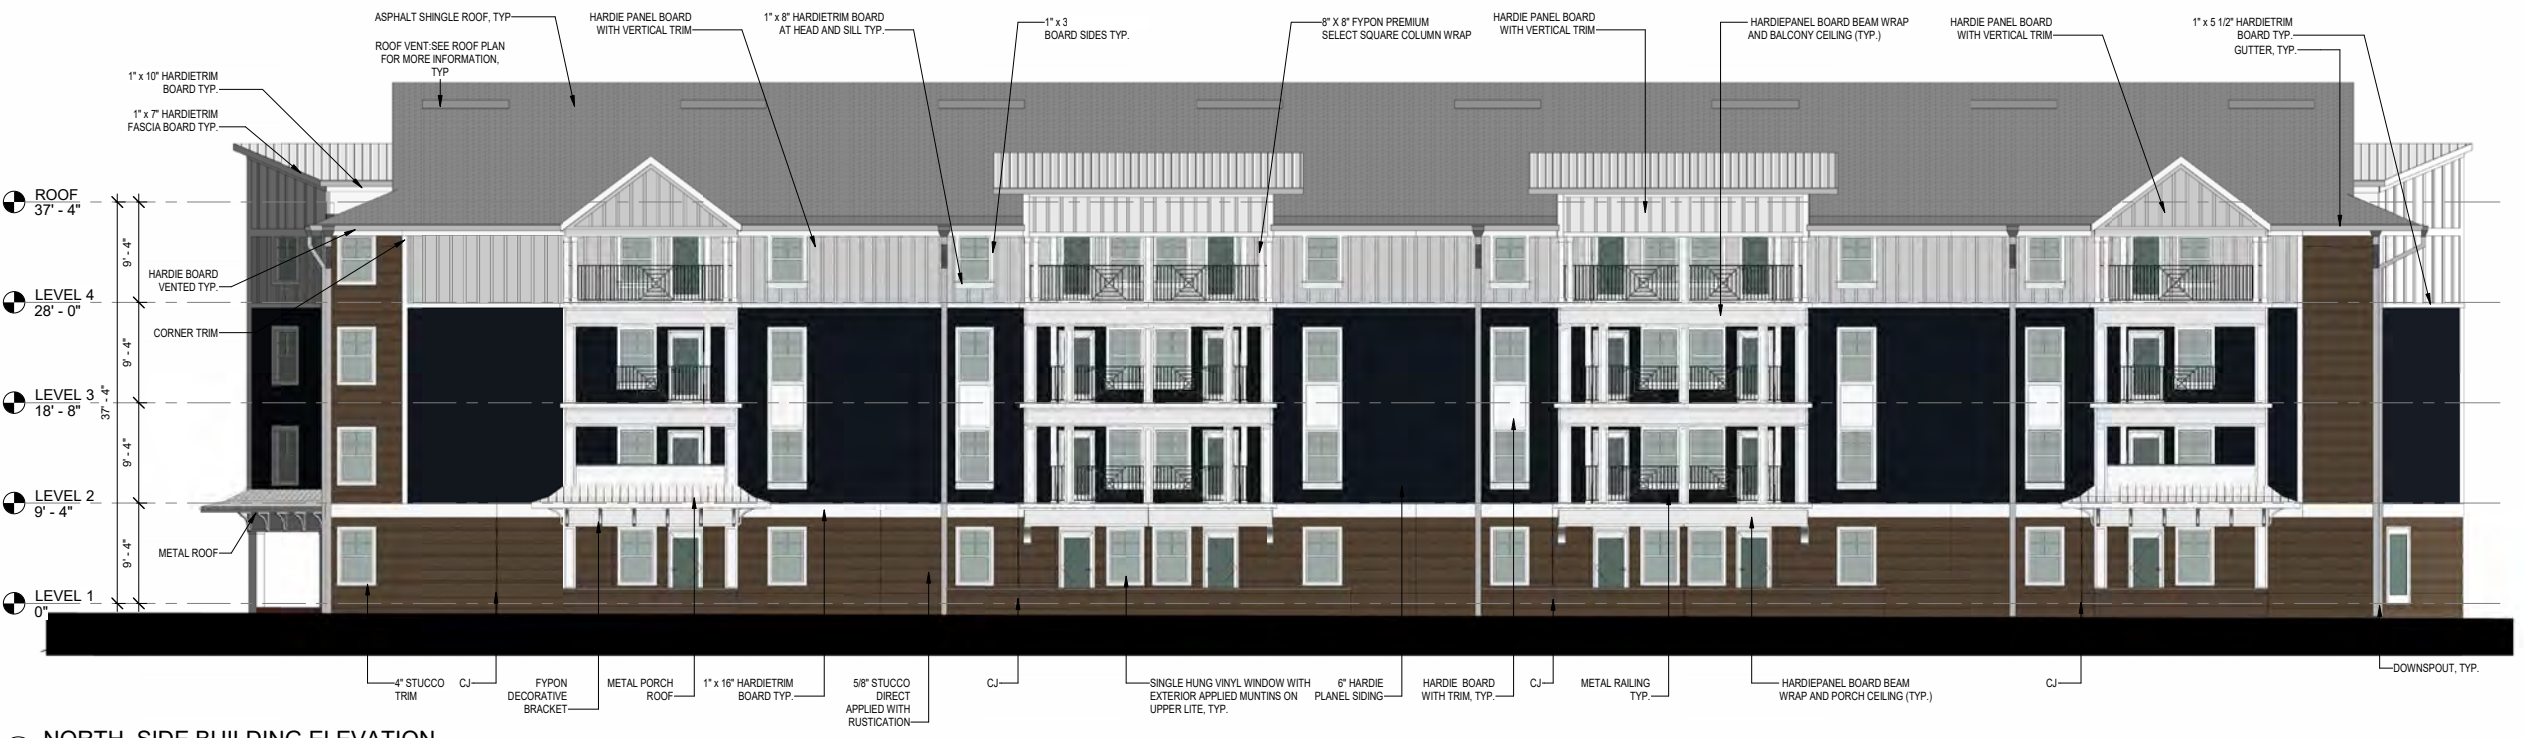 ASPHALT SHINGLE ROOF, TYP
ROOF VENT:SEE ROOF PLAN
FOR MORE INFORMATION,
TYP
HARDIE PANEL BOARD
WITH VERTICAL TRIM
1" x 8" HARDIETRIM BOARD
AT HEAD AND SILL TYP.
1" x 3
BOARD SIDES TYP.
8" X 8" FYPON PREMIUM
SELECT SQUARE COLUMN WRAP
HARDIE PANEL BOARD
WITH VERTICAL TRIM
HARDIEPANEL BOARD BEAM WRAP
AND BALCONY CEILING (TYP.)
HARDIE PANEL BOARD
WITH VERTICAL TRIM
1" x 5 1/2" HARDIETRIM
BOARD TYP.
GUTTER, TYP.
1" x 10" HARDIETRIM
BOARD TYP.
1" x 7" HARDIETRIM
FASCIA BOARD TYP.
ROOF
37' - 4"
9' - 4"
HARDIE BOARD
VENTED TYP.
LEVEL 4
28' - 0"
CORNER TRIM
9' - 4"
LEVEL 3
18' - 8"
37' - 4"
9' - 4"
LEVEL 2
9' - 4"
METAL ROOF
9' - 4"
LEVEL 1
0"
4" STUCCO
TRIM
CJ
FYPON
DECORATIVE
BRACKET
METAL PORCH
ROOF
1" x 16" HARDIETRIM
BOARD TYP.
5/8" STUCCO
DIRECT
APPLIED WITH
RUSTICATION
CJ
SINGLE HUNG VINYL WINDOW WITH
EXTERIOR APPLIED MUNTINS ON
UPPER LITE, TYP.
6" HARDIE
PLANEL SIDING
HARDIE BOARD
WITH TRIM, TYP.
CJ
METAL RAILING
TYP.
HARDIEPANEL BOARD BEAM
WRAP AND PORCH CEILING (TYP.)
CJ
DOWNSPOUT, TYP.
NORTH SIDE BUILDING ELEVATION